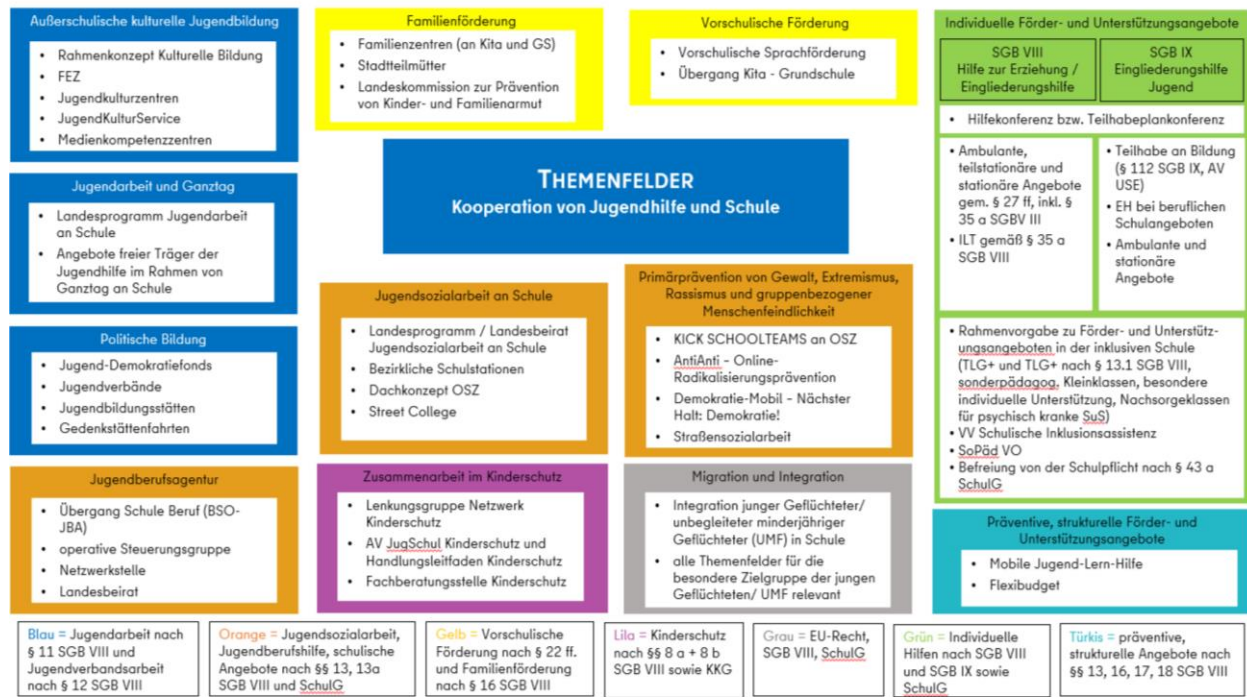 Außerschulische kulturelle Jugendbildung
• Rahmenkonzept Kulturelle Bildung
• FEZ
• Jugendkulturzentren
• JugendKulturService
• Medienkompetenzzentren
Familienförderung
• Familienzentren (an Kita und GS)
• Stadtteilmütter
• Landeskommission zur Prävention
von Kinder- und Familienarmut
Vorschulische Förderung
• Vorschulische Sprachförderung
• Übergang Kita - Grundschule
Individuelle Förder- und Unterstützungsangebote
SGB VIII
Hilfe zur Erziehung /
Eingliederungshilfe
SGB IX
Eingliederungshilfe
Jugend
• Hilfekonferenz bzw. Teilhabeplankonferenz
• Ambulante,
teilstationäre und
stationäre Angebote
gem. § 27 ff, inkl. §
35 a SGBV III
• ILT gemäß § 35 a
SGB VIII
• Teilhabe an Bildung
(§ 112 SGB IX, AV
USE)
• EH bei beruflichen
Schulangeboten
• Ambulante und
stationäre
Angebote
• Rahmenvorgabe zu Förder- und Unterstütz-
ungsangeboten in der inklusiven Schule
(TLG+ und TLG+ nach § 13.1 SGB VIII,
sonderpädagog. Kleinklassen, besondere
individuelle Unterstützung, Nachsorgeklassen
für psychisch kranke SuS)
• VV Schulische Inklusionsassistenz
• SoPäd VO
• Befreiung von der Schulpflicht nach § 43 a
SchulG
THEMENFELDER
Kooperation von Jugendhilfe und Schule
Jugendarbeit und Ganztag
• Landesprogramm Jugendarbeit
an Schule
• Angebote freier Träger der
Jugendhilfe im Rahmen von
Ganztag an Schule
Politische Bildung
• Jugend-Demokratiefonds
• Jugendverbände
• Jugendbildungsstätten
• Gedenkstättenfahrten
Jugendsozialarbeit an Schule
• Landesprogramm / Landesbeirat
Jugendsozialarbeit an Schule
• Bezirkliche Schulstationen
• Dachkonzept OSZ
• Street College
Primärprävention von Gewalt, Extremismus,
Rassismus und gruppenbezogener
Menschenfeindlichkeit
• KICK SCHOOLTEAMS an OSZ
• AntiAnti – Online-
Radikalisierungsprävention
• Demokratie-Mobil – Nächster
Halt: Demokratie!
• Straßensozialarbeit
Jugendberufsagentur
• Übergang Schule Beruf (BSO-
JBA)
• operative Steuerungsgruppe
• Netzwerkstelle
• Landesbeirat
Zusammenarbeit im Kinderschutz
• Lenkungsgruppe Netzwerk
Kinderschutz
• AV JugSchul Kinderschutz und
Handlungsleitfaden Kinderschutz
• Fachberatungsstelle Kinderschutz
Migration und Integration
• Integration junger Geflüchteter/
unbegleiteter minderjähriger
Geflüchteter (UMF) in Schule
• alle Themenfelder für die
besondere Zielgruppe der jungen
Geflüchteten/ UMF relevant
Präventive, strukturelle Förder- und
Unterstützungsangebote
• Mobile Jugend-Lern-Hilfe
• Flexibudget
Blau = Jugendarbeit nach
§ 11 SGB VIII und
Jugendverbandsarbeit
nach § 12 SGB VIII
Orange = Jugendsozialarbeit,
Jugendberufshilfe, schulische
Angebote nach §§ 13, 13a
SGB VIII und SchulG
Gelb = Vorschulische
Förderung nach § 22 ff.
und Familienförderung
nach § 16 SGB VIII
Lila = Kinderschutz
nach §§ 8 a + 8 b
SGB VIII sowie KKG
Grau = EU-Recht,
SGB VIII, SchulG
Grün = Individuelle
Hilfen nach SGB VIII
und SGB IX sowie
SchulG
Türkis = präventive,
strukturelle Angebote nach
§§ 13, 16, 17, 18 SGB VIII